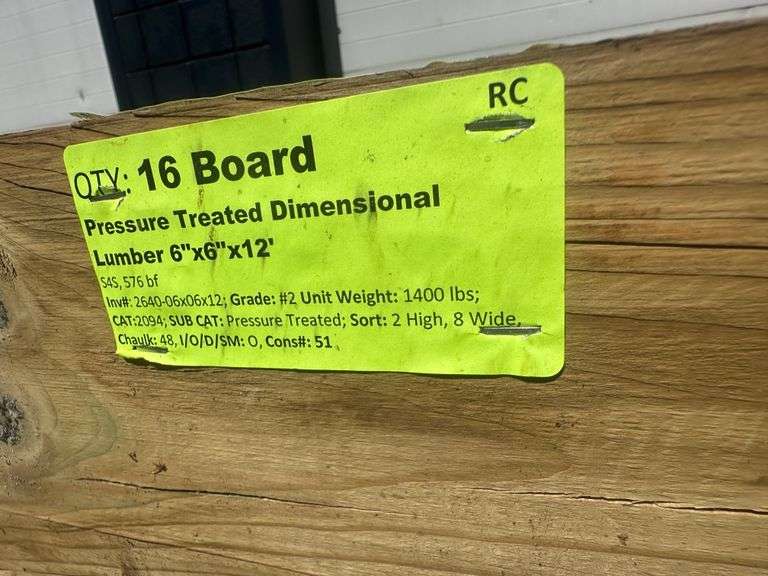 RC
QTY: 16 Board
Pressure Treated Dimensional
Lumber 6"x6"x12'
S4S, 576 bf
Inv#: 2640-06x06x12; Grade: #2 Unit Weight: 1400 lbs;
CAT:2094; SUB CAT: Pressure Treated; Sort: 2 High, 8 Wide,
Chaulk: 48, I/O/D/SM: O, Cons#: 51